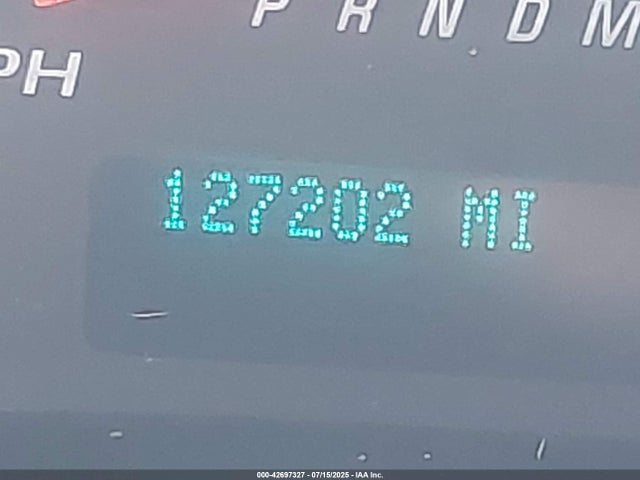 P R N D M
PH
127202 MI
000-42697327 - 07/15/2025 - IAA Inc.